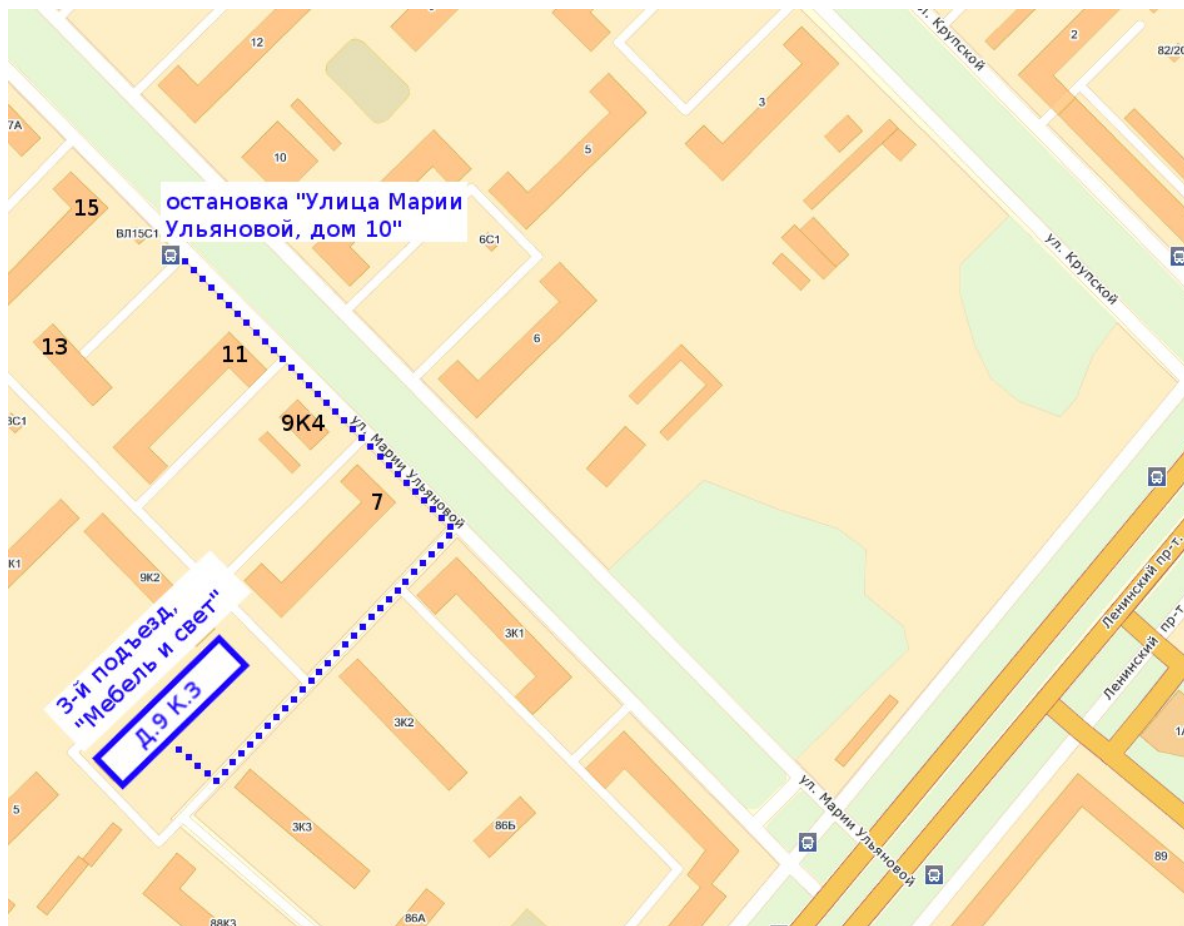 ул. Крупской
12
2
82/20
3
7А
10
5
15
остановка "Улица Марии
Ульяновой, дом 10"
ВЛ15С1
6С1
ул. Крупской
13
11
6
9К4
ул. Марии Ульяновой
7
Ленинский пр-т.
Ленинский пр-т.
К1
9К2
3К1
3-й подъезд,
"Мебель и свет"
Д.9 К.3
3К2
1А
ул. Марии Ульяновой
5
3К3
86Б
89
88К3
86А